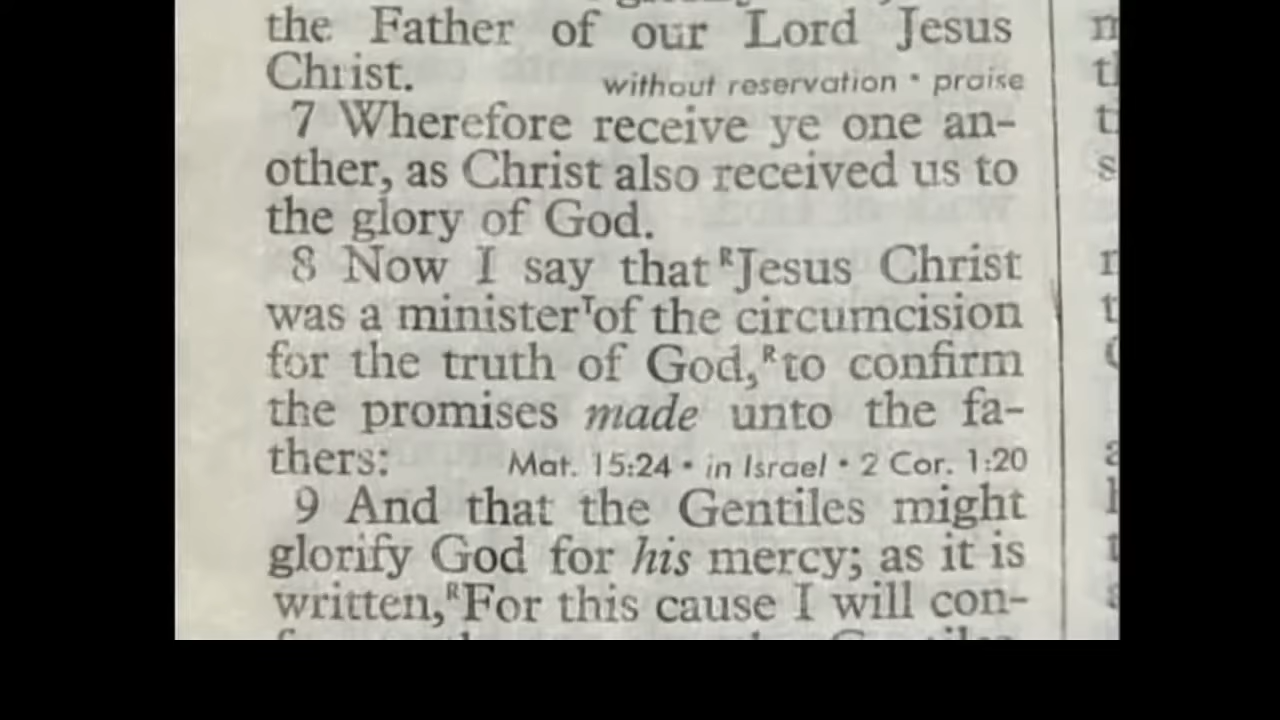 the Father of our Lord Jesus
Christ. without reservation • praise
7 Wherefore receive ye one an-
other, as Christ also received us to
the glory of God.
8 Now I say that ᴿJesus Christ
was a minister ᵀof the circumcision
for the truth of God, ᴿto confirm
the promises made unto the fa-
thers: Mat. 15:24 • in Israel • 2 Cor. 1:20
9 And that the Gentiles might
glorify God for his mercy; as it is
written, ᴿFor this cause I will con-